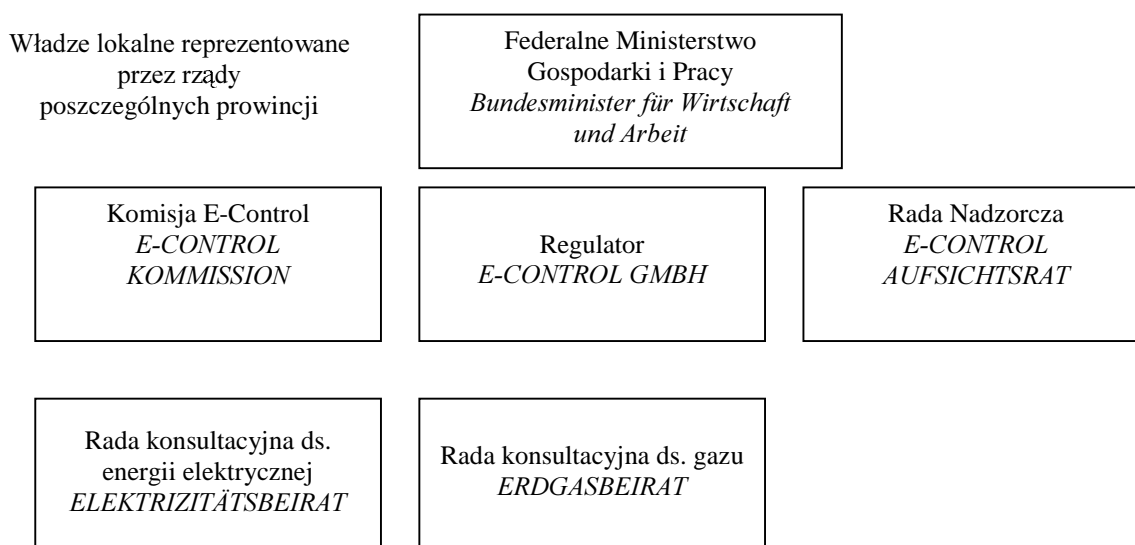 Władze lokalne reprezentowane
przez rządy
poszczególnych prowincji
Federalne Ministerstwo
Gospodarki i Pracy
Bundesminister für Wirtschaft
und Arbeit
Komisja E-Control
E-CONTROL
KOMMISSION
Regulator
E-CONTROL GMBH
Rada Nadzorcza
E-CONTROL
AUFSICHTSRAT
Rada konsultacyjna ds.
energii elektrycznej
ELEKTRIZITÄTSBEIRAT
Rada konsultacyjna ds. gazu
ERDGASBEIRAT